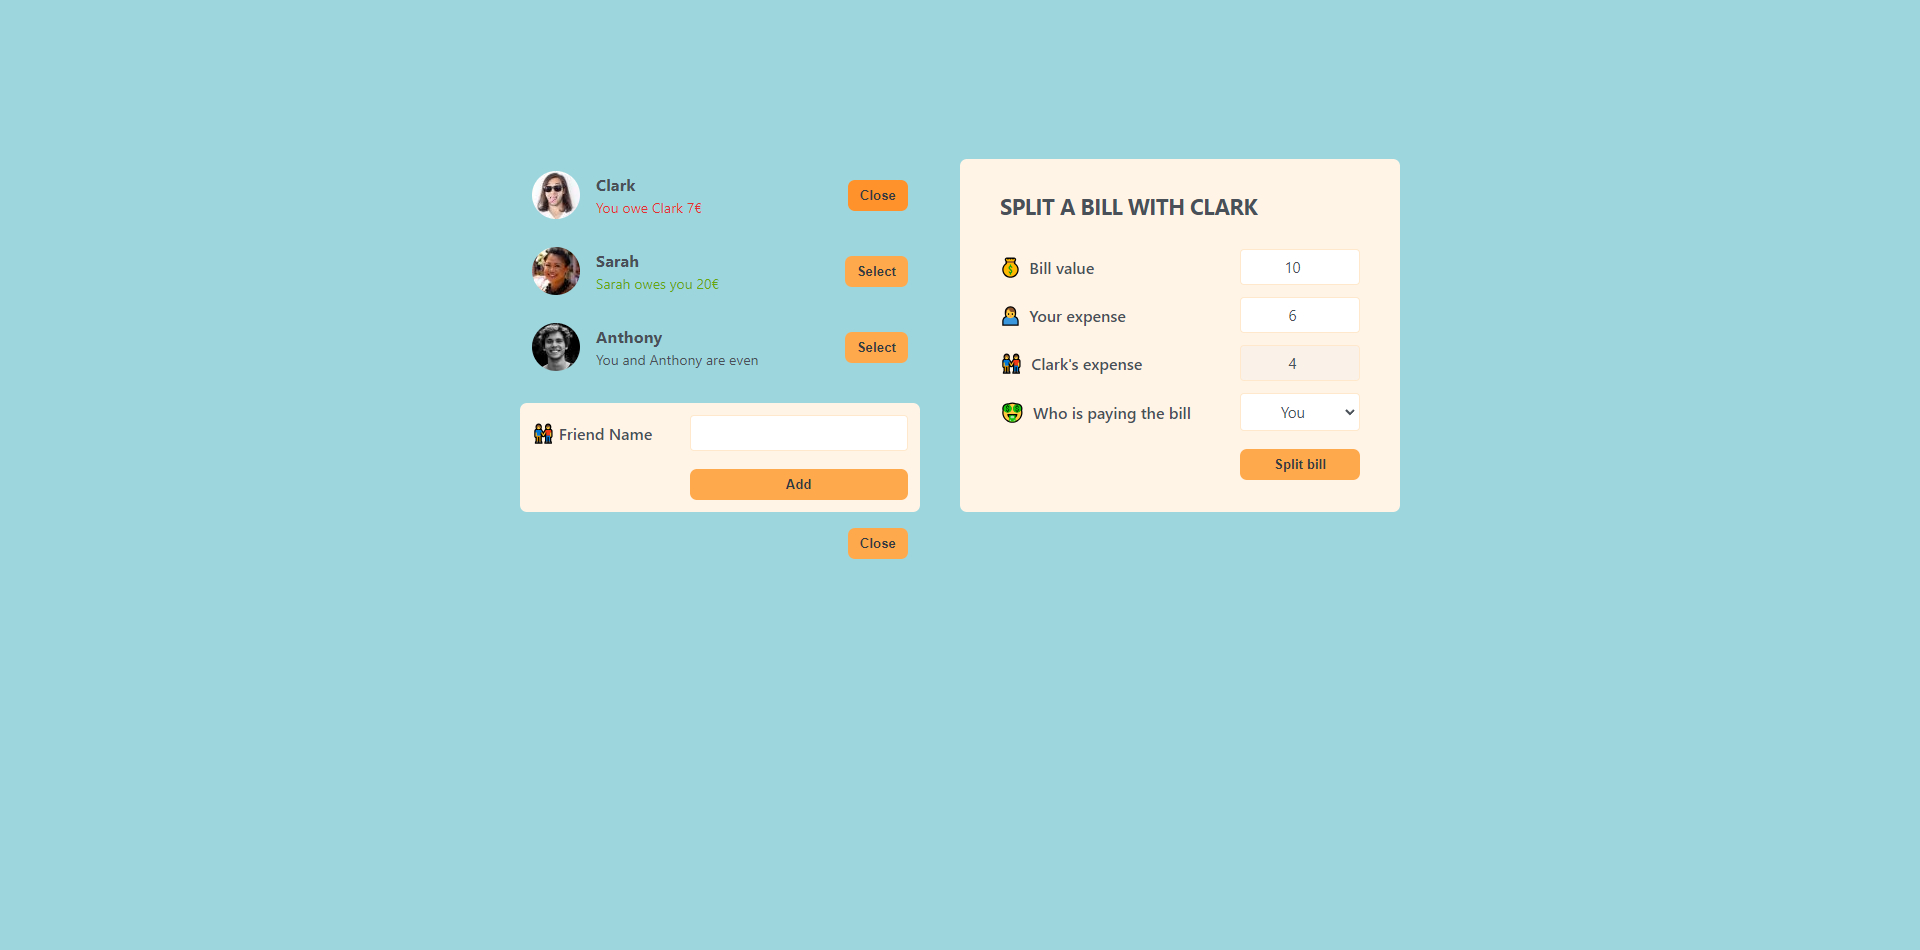 Clark
You owe Clark 7€
Close
Sarah
Sarah owes you 20€
Select
Anthony
You and Anthony are even
Select
Friend Name
Add
Close
SPLIT A BILL WITH CLARK
Bill value 10
Your expense 6
Clark's expense 4
Who is paying the bill You
Split bill